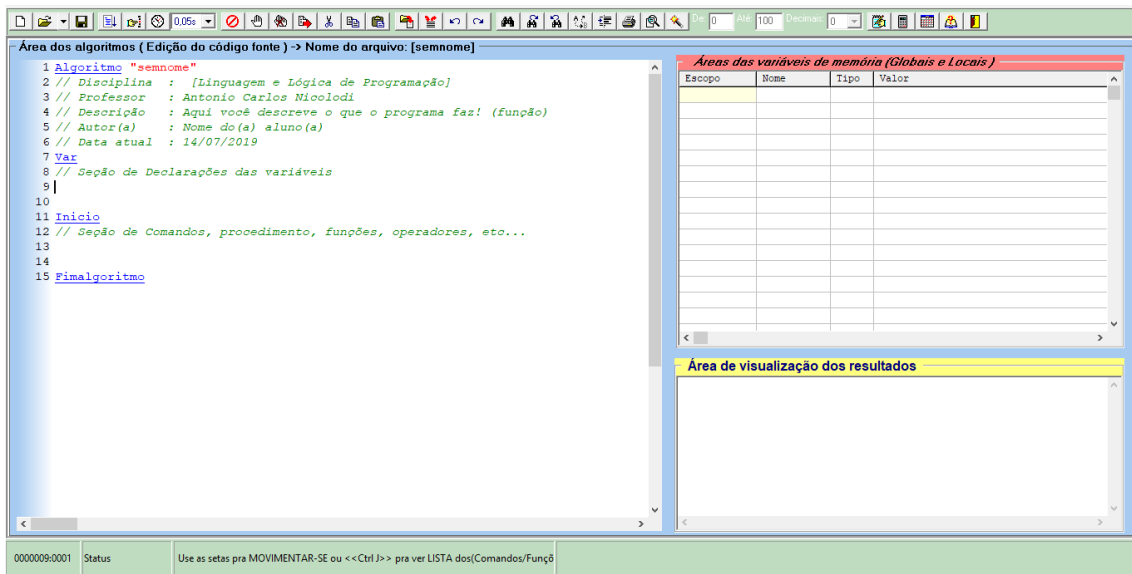 0,05s De: 0 Até: 100 Decimais: 0
Área dos algoritmos ( Edição do código fonte ) -> Nome do arquivo: [semnome]
1 Algoritmo "semnome"
2 // Disciplina : [Linguagem e Lógica de Programação]
3 // Professor : Antonio Carlos Nicolodi
4 // Descrição : Aqui você descreve o que o programa faz! (função)
5 // Autor(a) : Nome do(a) aluno(a)
6 // Data atual : 14/07/2019
7 Var
8 // Seção de Declarações das variáveis
9
10
11 Inicio
12 // Seção de Comandos, procedimento, funções, operadores, etc...
13
14
15 Fimalgoritmo
Áreas das variáveis de memória (Globais e Locais )
Escopo Nome Tipo Valor
Área de visualização dos resultados
0000009:0001 Status Use as setas pra MOVIMENTAR-SE ou <<Ctrl J>> pra ver LISTA dos(Comandos/Funçõ